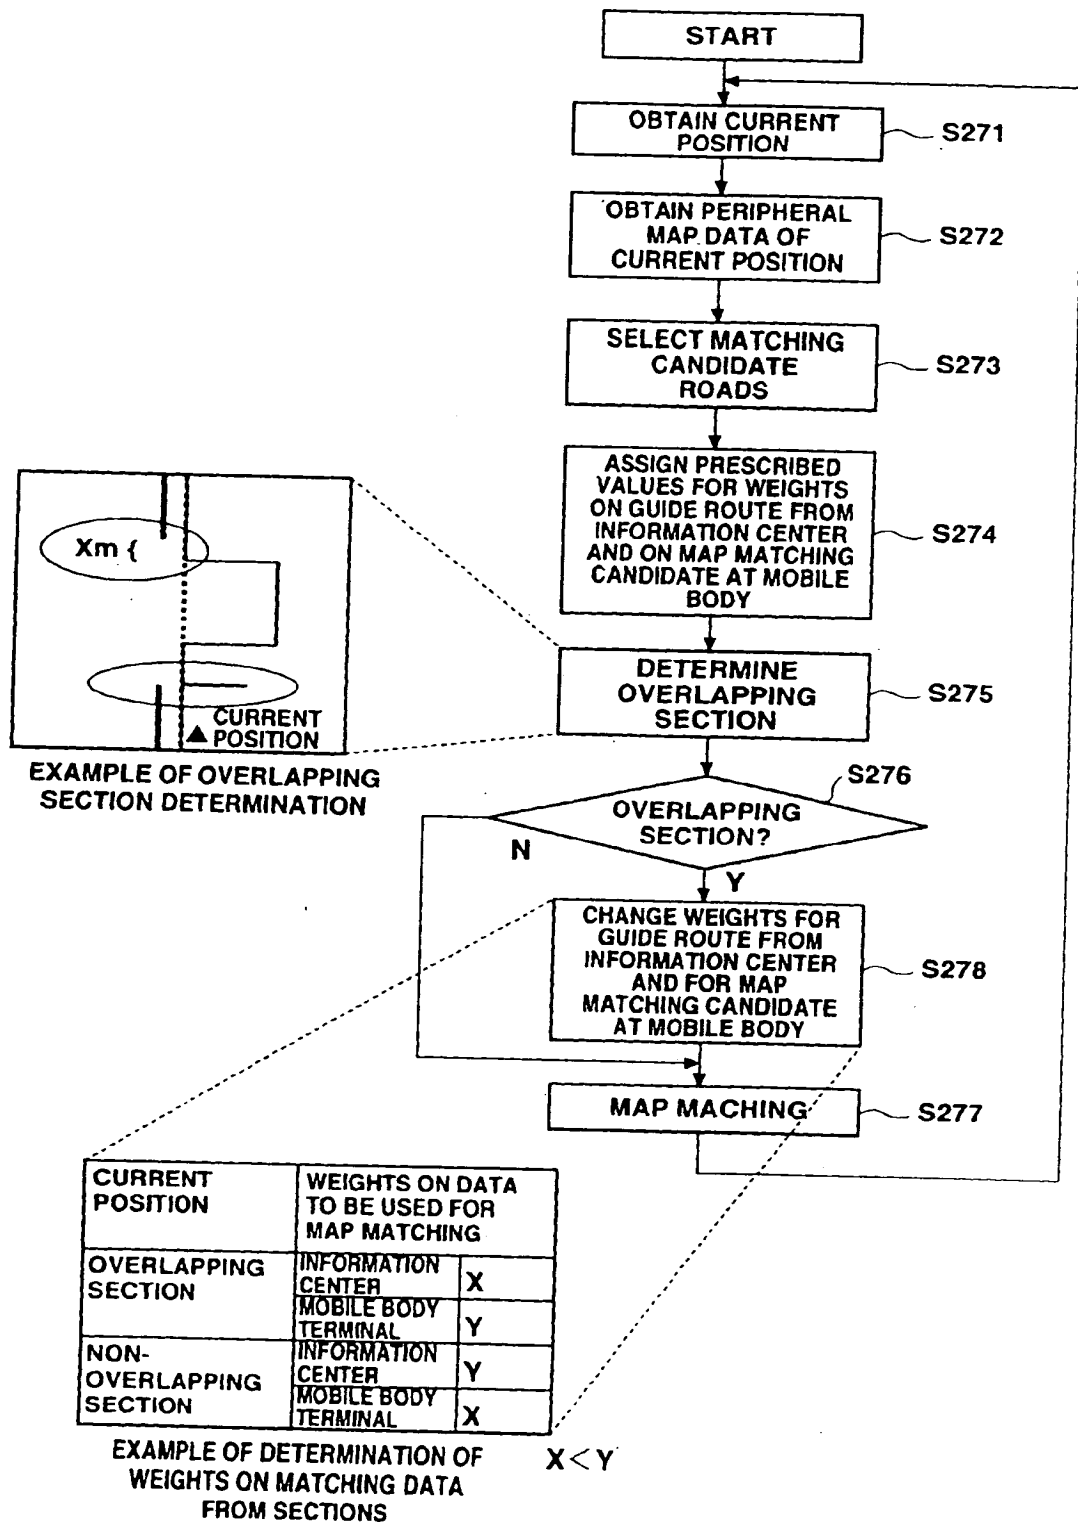 START
OBTAIN CURRENT
POSITION
S271
OBTAIN PERIPHERAL
MAP DATA OF
CURRENT POSITION
S272
SELECT MATCHING
CANDIDATE
ROADS
S273
ASSIGN PRESCRIBED
VALUES FOR WEIGHTS
ON GUIDE ROUTE FROM
INFORMATION CENTER
AND ON MAP MATCHING
CANDIDATE AT MOBILE
BODY
S274
Xm {
CURRENT
POSITION
EXAMPLE OF OVERLAPPING
SECTION DETERMINATION
DETERMINE
OVERLAPPING
SECTION
S275
OVERLAPPING
SECTION?
S276
N
Y
CHANGE WEIGHTS FOR
GUIDE ROUTE FROM
INFORMATION CENTER
AND FOR MAP
MATCHING CANDIDATE
AT MOBILE BODY
S278
MAP MACHING
S277
CURRENT
POSITION
WEIGHTS ON DATA
TO BE USED FOR
MAP MATCHING
OVERLAPPING
SECTION
INFORMATION
CENTER
X
MOBILE BODY
TERMINAL
Y
NON-
OVERLAPPING
SECTION
INFORMATION
CENTER
Y
MOBILE BODY
TERMINAL
X
EXAMPLE OF DETERMINATION OF
WEIGHTS ON MATCHING DATA
FROM SECTIONS
X < Y